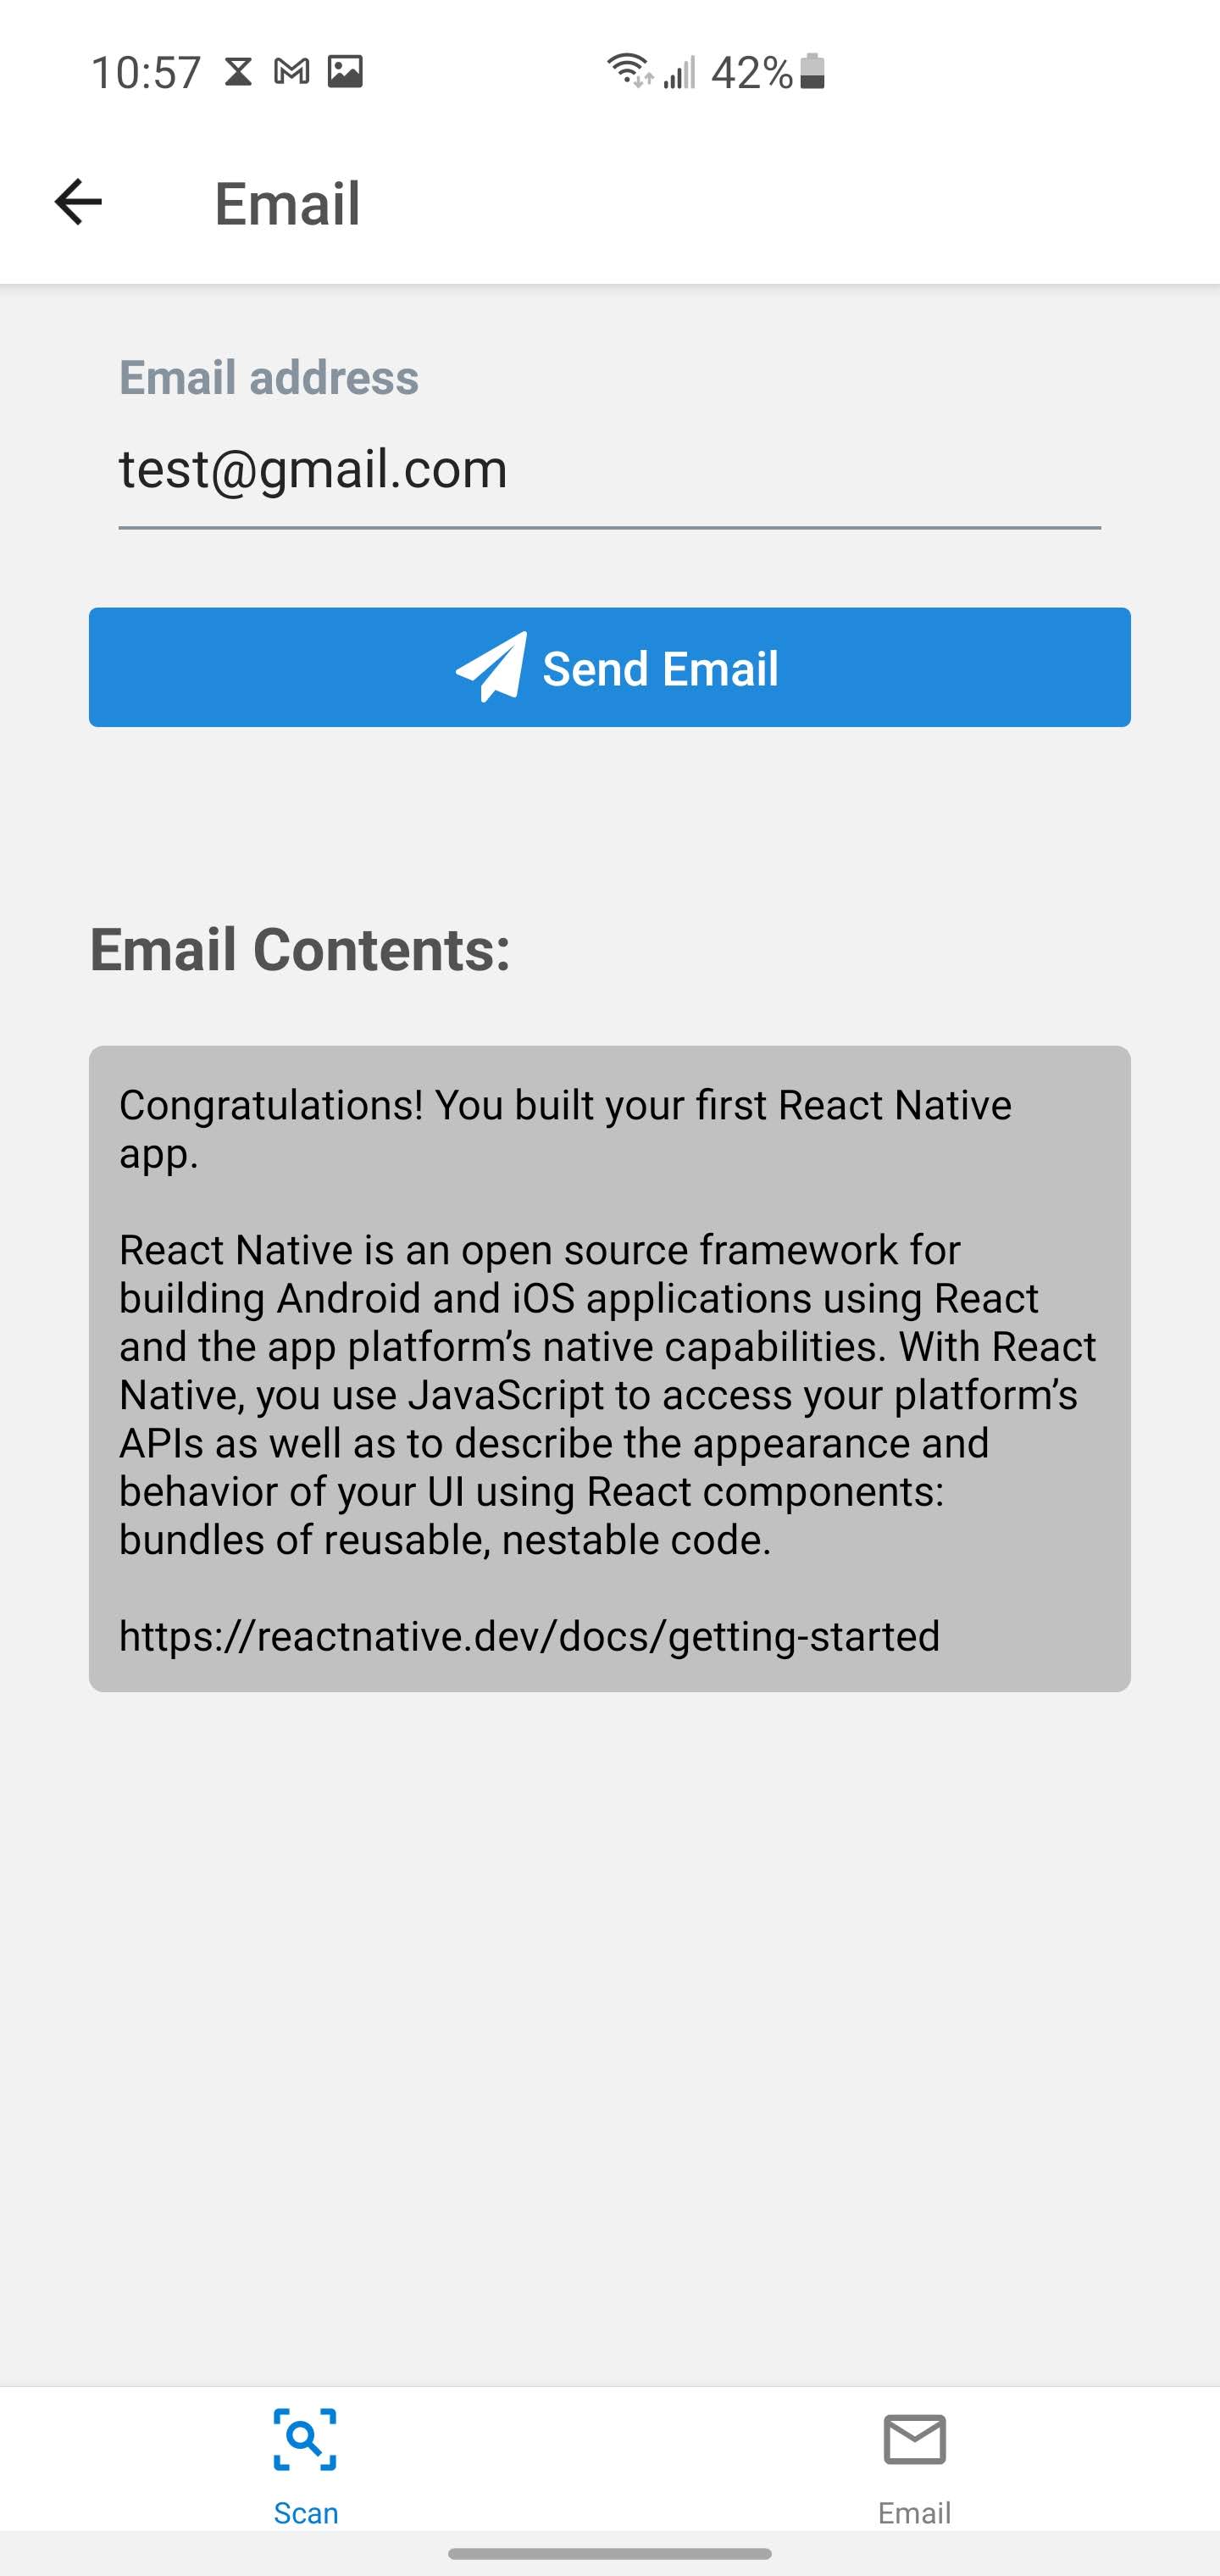 10:57 42%
Email
Email address
test@gmail.com
Send Email
Email Contents:
Congratulations! You built your first React Native
app.
React Native is an open source framework for
building Android and iOS applications using React
and the app platform’s native capabilities. With React
Native, you use JavaScript to access your platform’s
APIs as well as to describe the appearance and
behavior of your UI using React components:
bundles of reusable, nestable code.
https://reactnative.dev/docs/getting-started
Scan Email